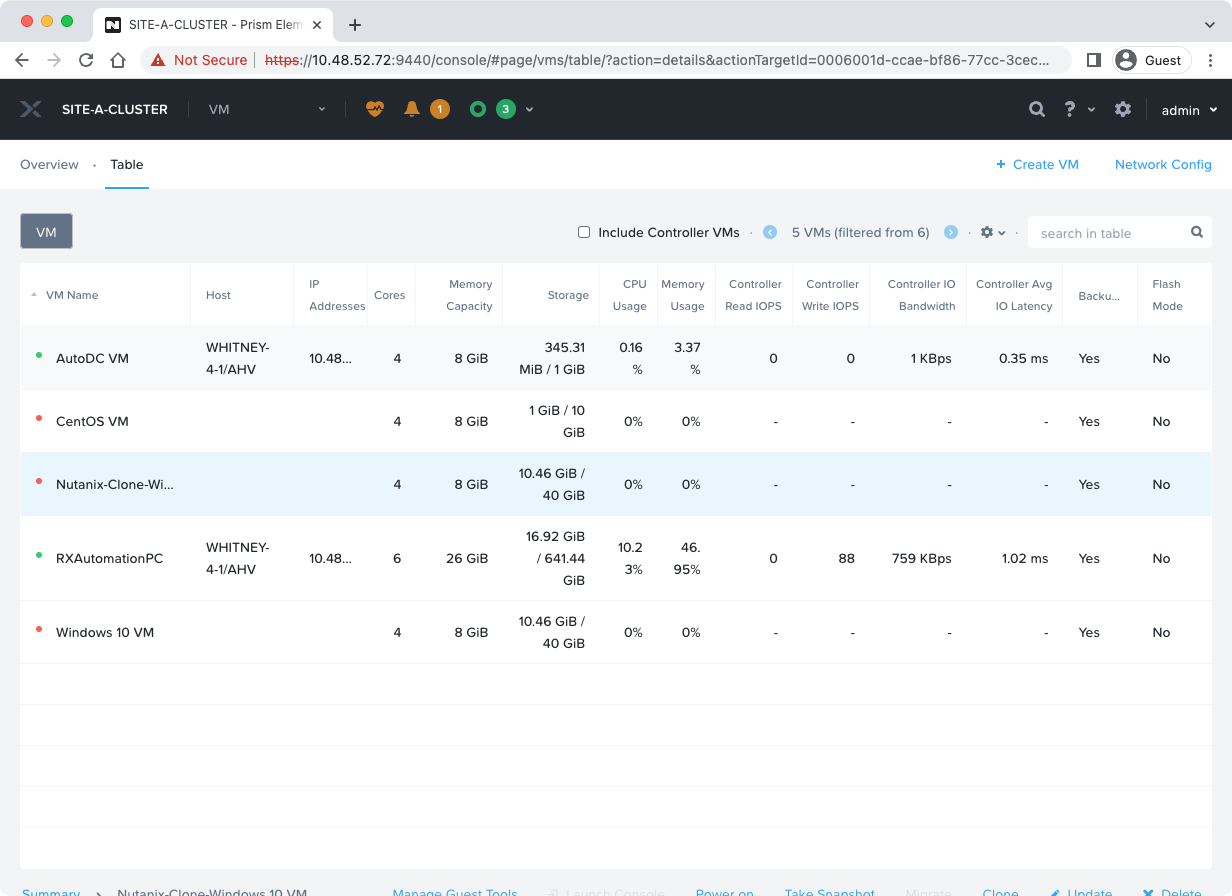 SITE-A-CLUSTER - Prism Elem
Not Secure https://10.48.52.72:9440/console/#page/vms/table/?action=details&actionTargetId=0006001d-ccae-bf86-77cc-3cec... Guest
SITE-A-CLUSTER VM 1 3 ? admin
Overview · Table + Create VM Network Config
VM Include Controller VMs · 5 VMs (filtered from 6) · · search in table
VM Name Host IP Addresses Cores Memory Capacity Storage CPU Usage Memory Usage Controller Read IOPS Controller Write IOPS Controller IO Bandwidth Controller Avg IO Latency Backu... Flash Mode
AutoDC VM WHITNEY-4-1/AHV 10.48... 4 8 GiB 345.31 MiB / 1 GiB 0.16 % 3.37 % 0 0 1 KBps 0.35 ms Yes No
CentOS VM 4 8 GiB 1 GiB / 10 GiB 0% 0% - - - - Yes No
Nutanix-Clone-Wi... 4 8 GiB 10.46 GiB / 40 GiB 0% 0% - - - - Yes No
RXAutomationPC WHITNEY-4-1/AHV 10.48... 6 26 GiB 16.92 GiB / 641.44 GiB 10.23% 46.95% 0 88 759 KBps 1.02 ms Yes No
Windows 10 VM 4 8 GiB 10.46 GiB / 40 GiB 0% 0% - - - - Yes No
Summary > Nutanix-Clone-Windows 10 VM Manage Guest Tools Launch Console Power on Take Snapshot Migrate Clone Update Delete